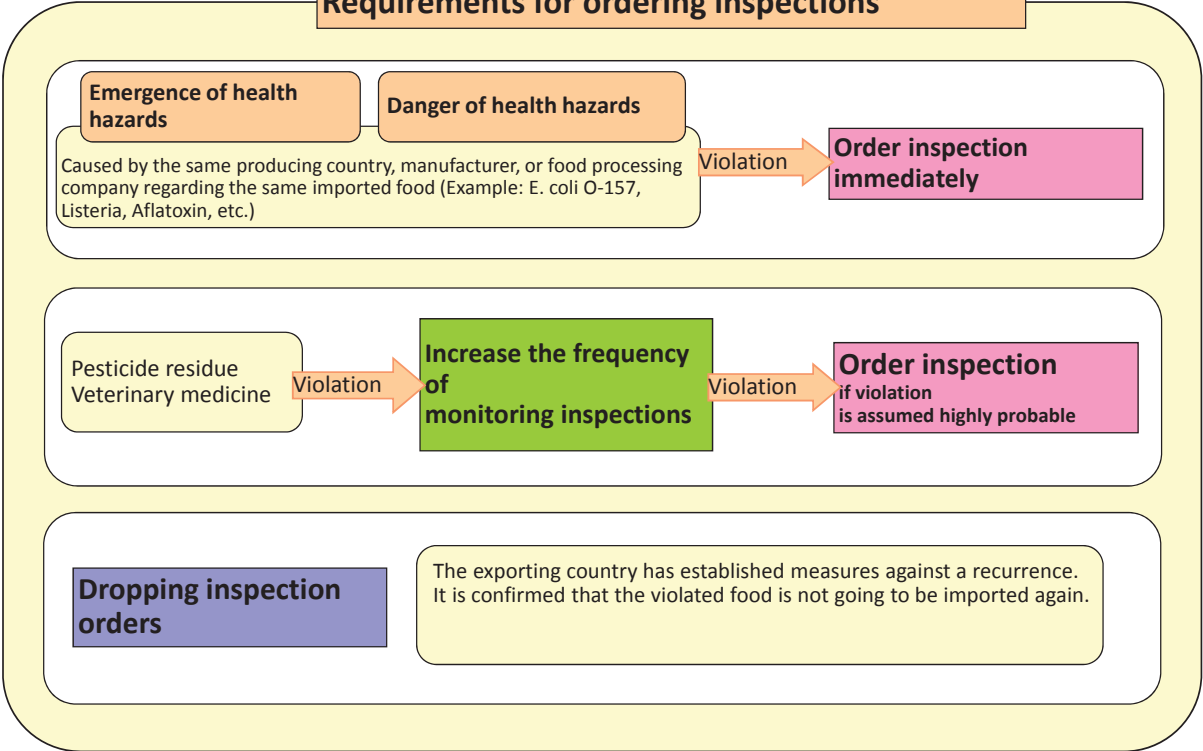 Requirements for ordering inspections
Emergence of health
hazards
Danger of health hazards
Caused by the same producing country, manufacturer, or food processing
company regarding the same imported food (Example: E. coli O-157,
Listeria, Aflatoxin, etc.)
Violation
Order inspection
immediately
Pesticide residue
Veterinary medicine
Violation
Increase the frequency
of
monitoring inspections
Violation
Order inspection
if violation
is assumed highly probable
Dropping inspection
orders
The exporting country has established measures against a recurrence.
It is confirmed that the violated food is not going to be imported again.